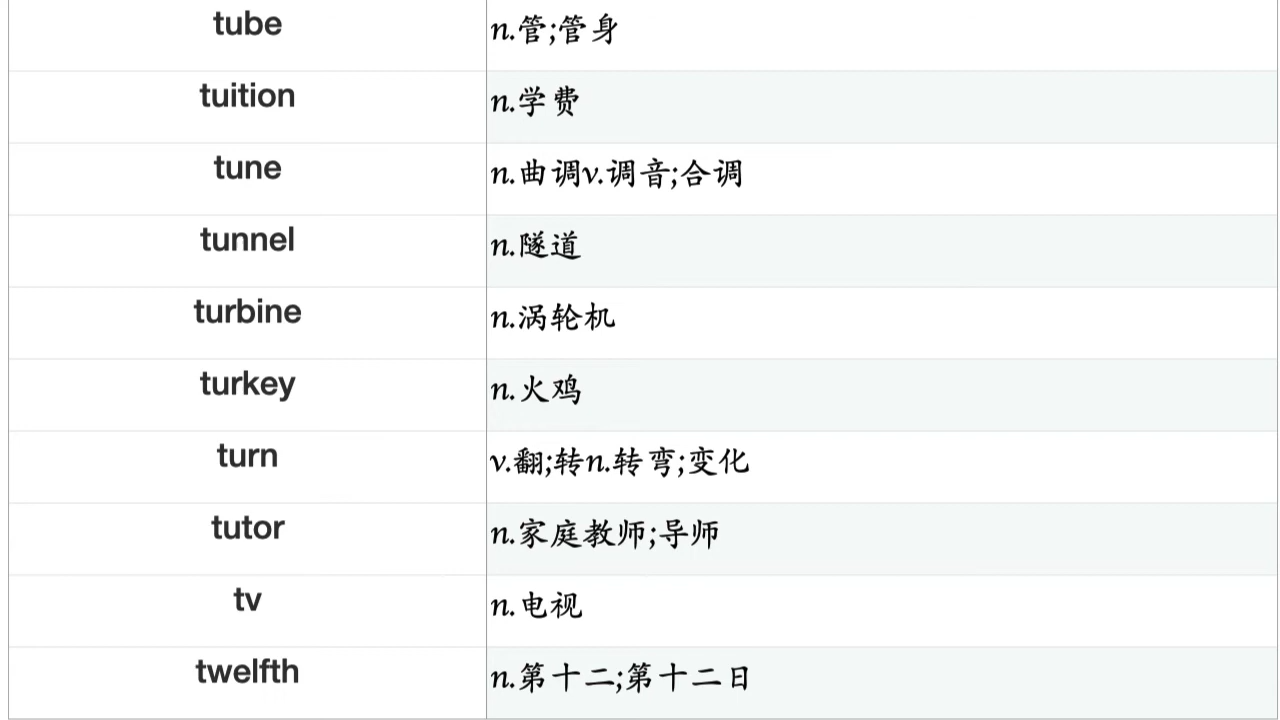 tube n.管;管身
tuition n.学费
tune n.曲调v.调音;合调
tunnel n.隧道
turbine n.涡轮机
turkey n.火鸡
turn v.翻;转n.转弯;变化
tutor n.家庭教师;导师
tv n.电视
twelfth n.第十二;第十二日